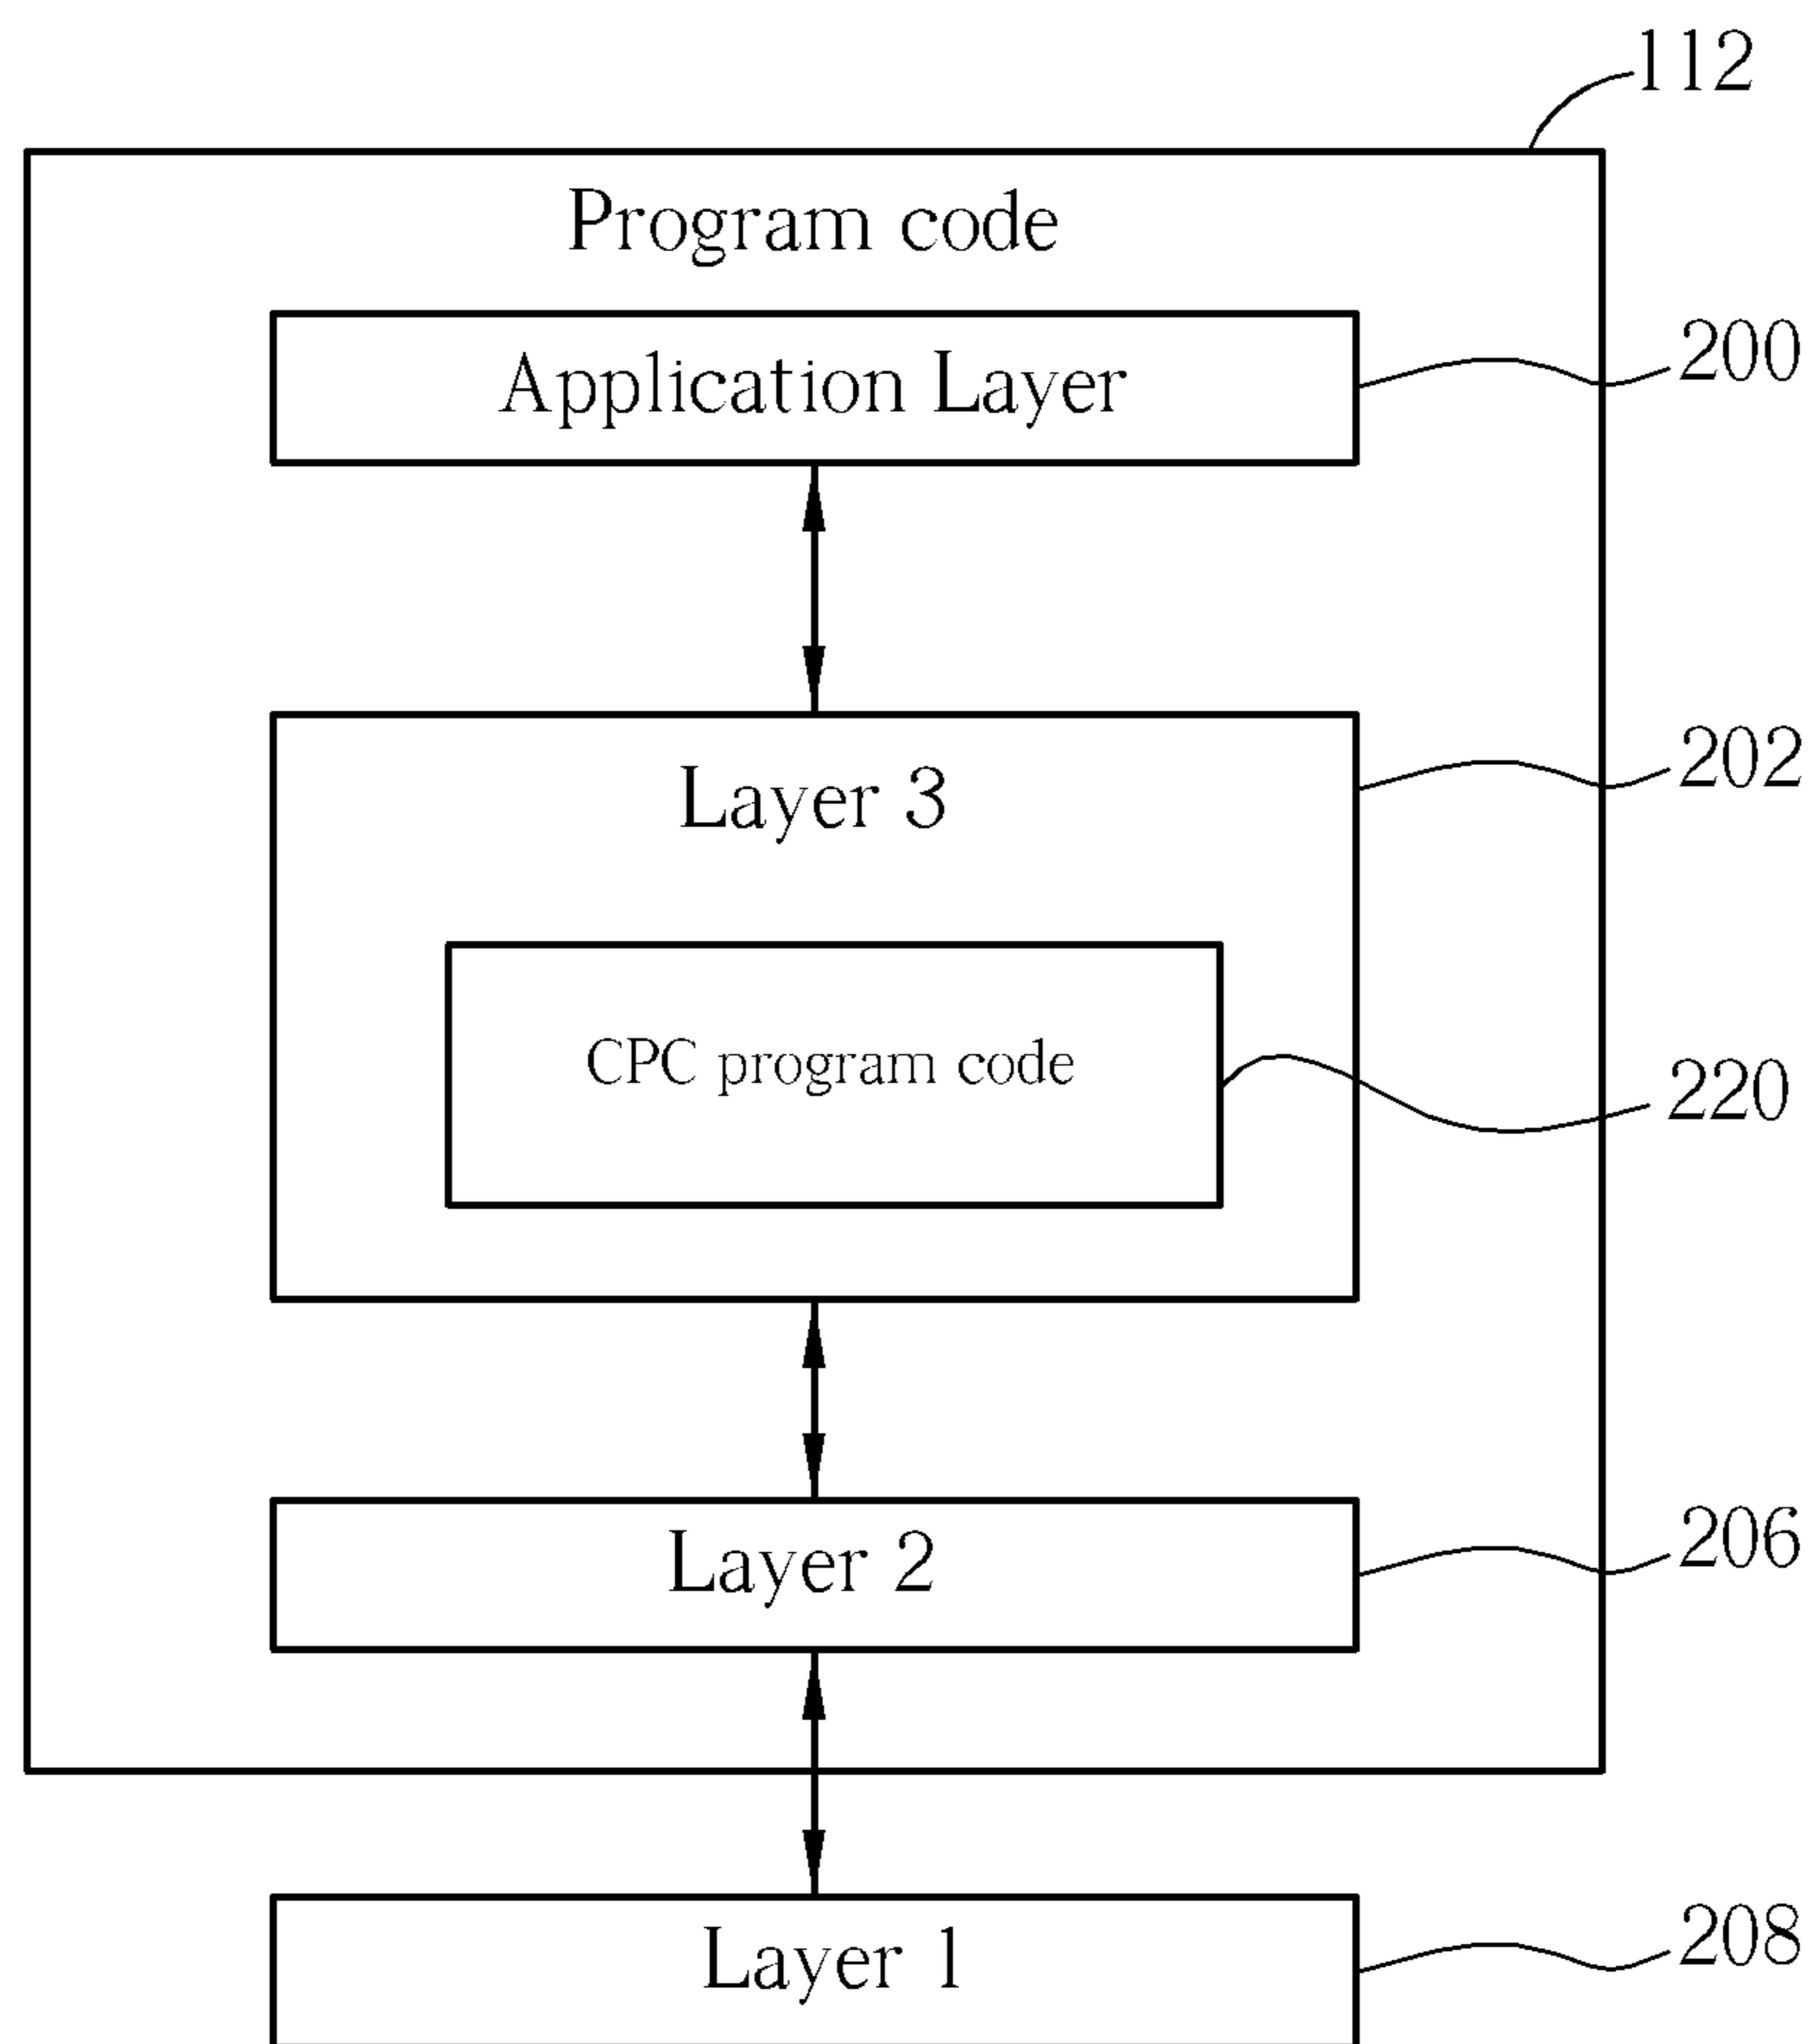 112
Program code
Application Layer
200
Layer 3
202
CPC program code
220
Layer 2
206
Layer 1
208